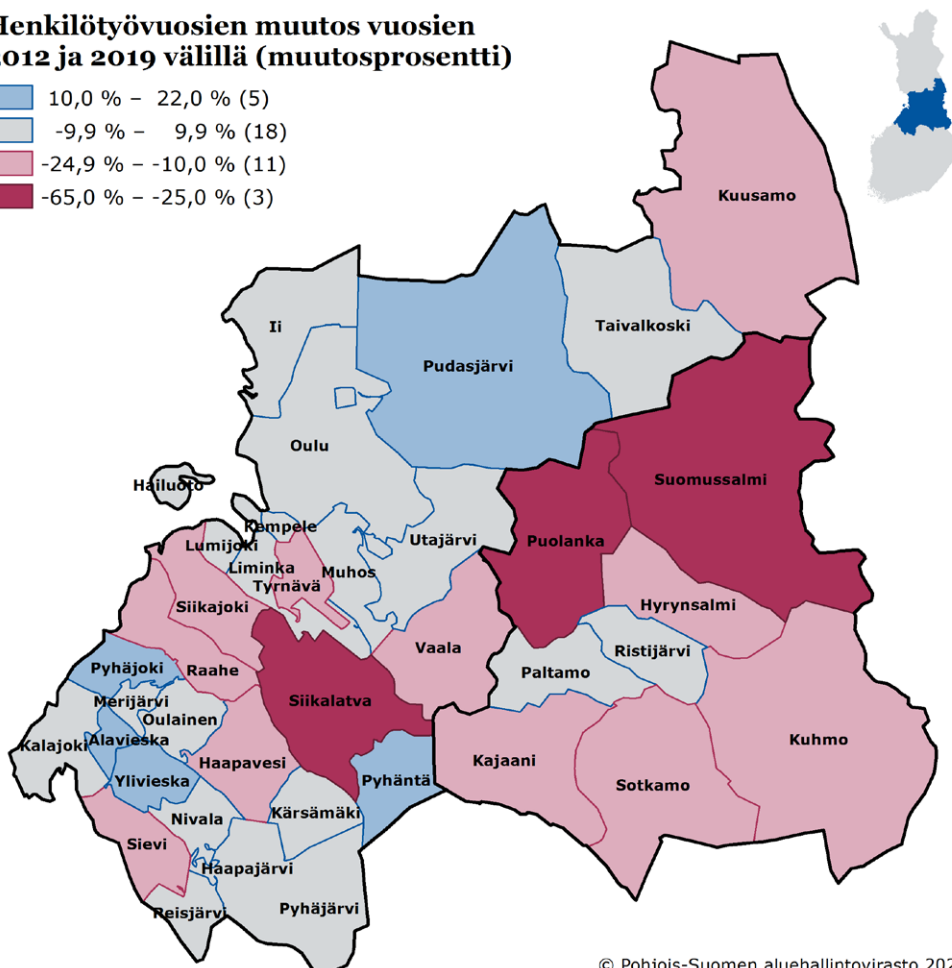 Henkilötyövuosien muutos vuosien
2012 ja 2019 välillä (muutosprosentti)
10,0 % – 22,0 % (5)
-9,9 % – 9,9 % (18)
-24,9 % – -10,0 % (11)
-65,0 % – -25,0 % (3)
Kuusamo
Ii
Taivalkoski
Pudasjärvi
Oulu
Suomussalmi
Hailuoto
Kempele
Utajärvi
Puolanka
Lumijoki
Liminka
Muhos
Tyrnävä
Siikajoki
Hyrynsalmi
Vaala
Ristijärvi
Pyhäjoki
Raahe
Paltamo
Merijärvi
Siikalatva
Oulainen
Kalajoki
Alavieska
Kuhmo
Haapavesi
Kajaani
Ylivieska
Pyhäntä
Sotkamo
Nivala
Kärsämäki
Sievi
Haapajärvi
Reisjärvi
Pyhäjärvi
© Pohjois-Suomen aluehallintovirasto 202